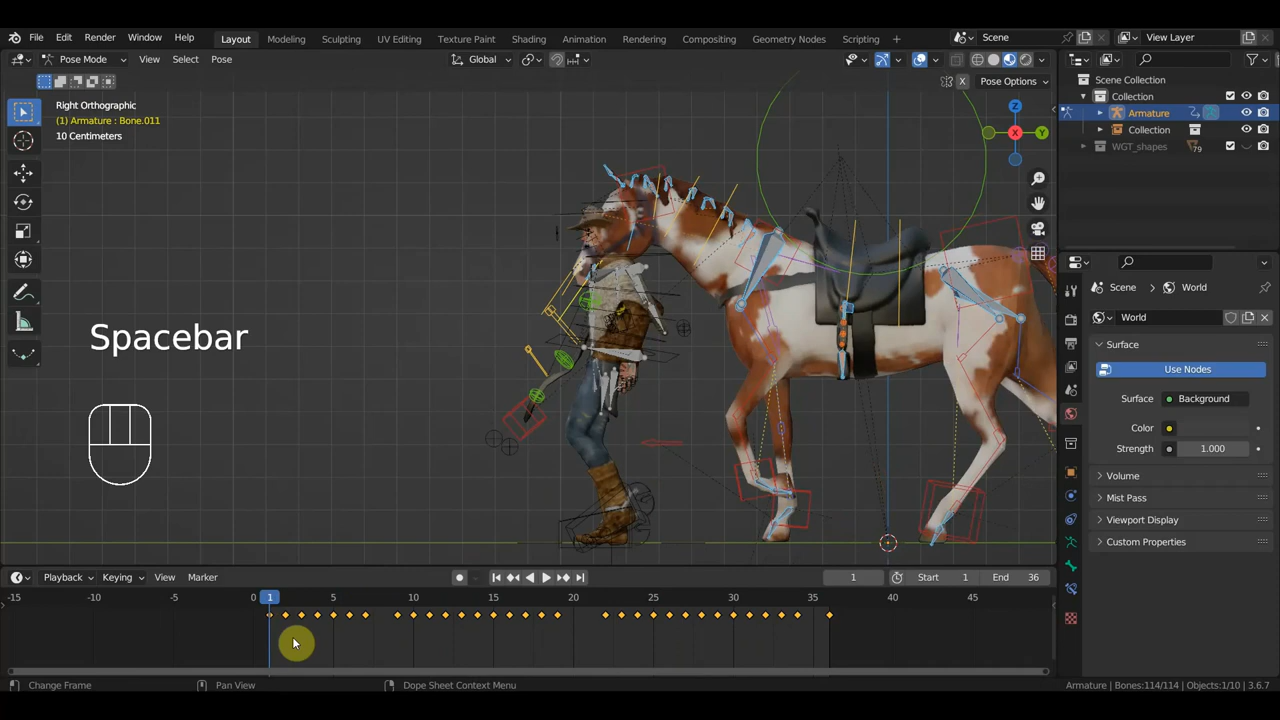 File Edit Render Window Help Layout Modeling Sculpting UV Editing Texture Paint Shading Animation Rendering Compositing Geometry Nodes Scripting + Scene View Layer
Pose Mode View Select Pose Global
X Pose Options
Right Orthographic
(1) Armature : Bone.011
10 Centimeters
Z
X
Y
Scene Collection
Collection
Armature
Collection
WGT_shapes 79
Scene World
World
Surface
Use Nodes
Surface Background
Color
Strength 1.000
Volume
Mist Pass
Viewport Display
Custom Properties
Spacebar
Playback Keying View Marker 1 Start 1 End 36
-15 -10 -5 0 1 5 10 15 20 25 30 35 40 45
Change Frame Pan View Dope Sheet Context Menu Armature | Bones:114/114 | Objects:1/10 | 3.6.7